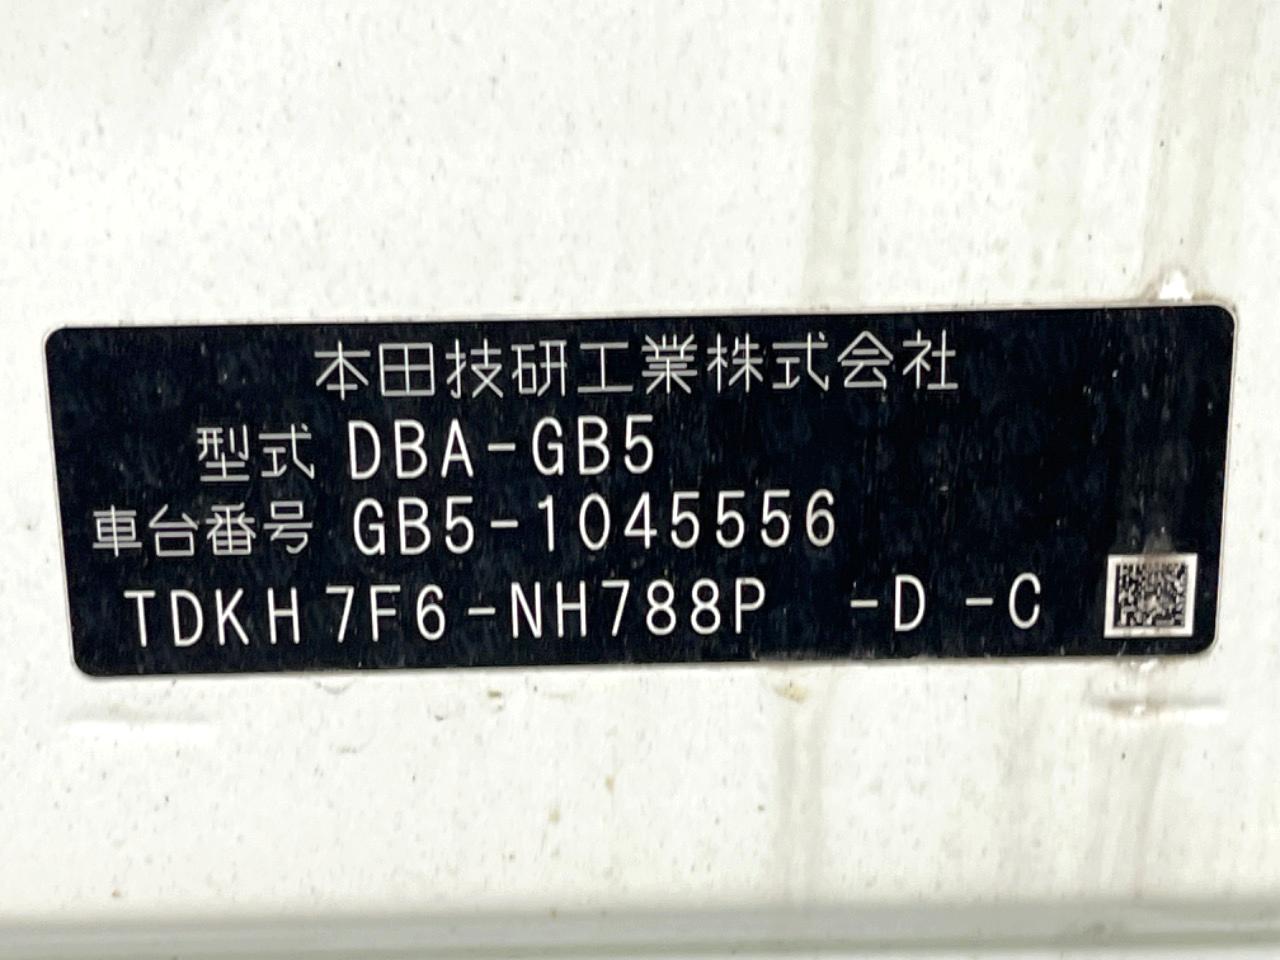 本田技研工業株式会社
型式 DBA-GB5
車台番号 GB5-1045556
TDKH7F6-NH788P -D -C